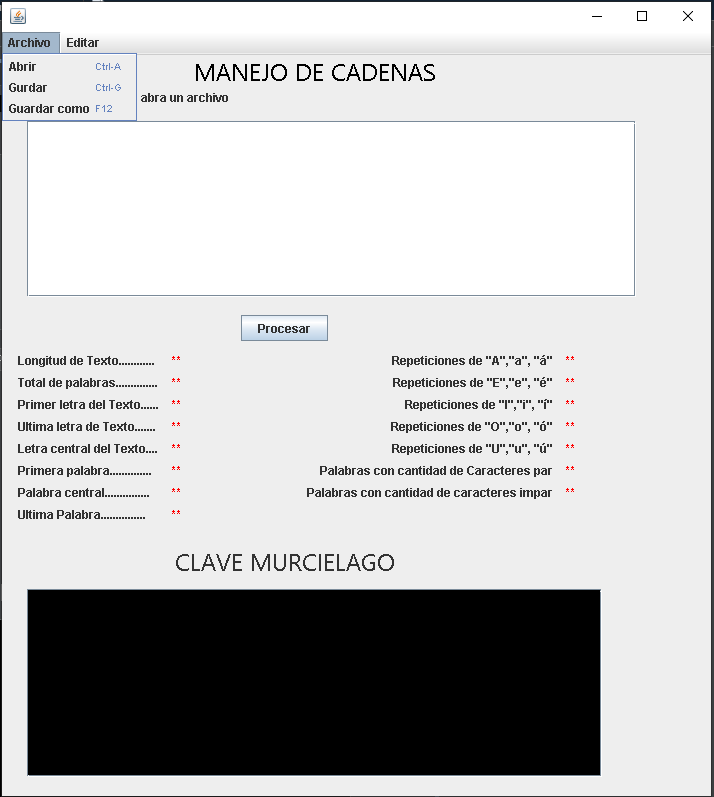 Archivo Editar
Abrir Ctrl-A
Gurdar Ctrl-G
Guardar como F12
MANEJO DE CADENAS
abra un archivo
Procesar
Longitud de Texto............ **
Total de palabras.............. **
Primer letra del Texto...... **
Ultima letra de Texto....... **
Letra central del Texto.... **
Primera palabra.............. **
Palabra central............... **
Ultima Palabra............... **
Repeticiones de "A","a", "á" **
Repeticiones de "E","e", "é" **
Repeticiones de "I","i", "í" **
Repeticiones de "O","o", "ó" **
Repeticiones de "U","u", "ú" **
Palabras con cantidad de Caracteres par **
Palabras con cantidad de caracteres impar **
CLAVE MURCIELAGO